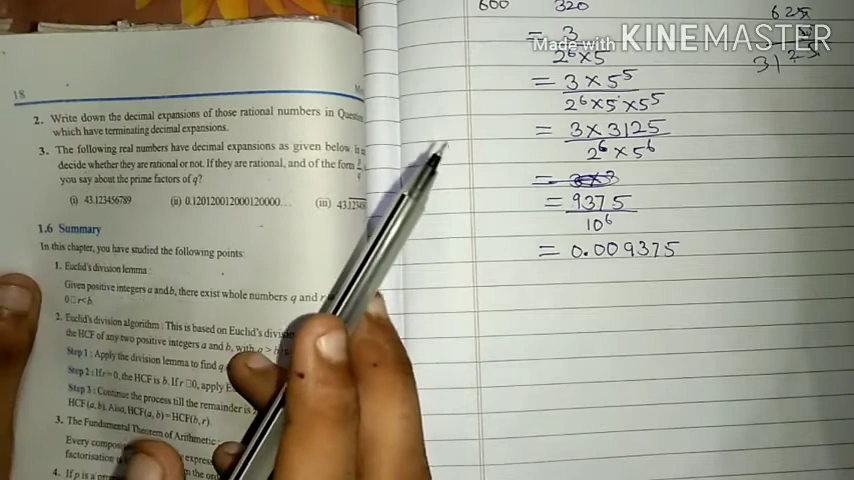 18
2. Write down the decimal expansions of those rational numbers in
which have terminating decimal expansions.
3. The following real numbers have decimal expansions as given below.
decide whether they are rational or not. If they are rational, and of the form p/q
you say about the prime factors of q?
(i) 43.123456789 (ii) 0.120120012000120000... (iii)
1.6 Summary
In this chapter, you have studied the following points:
1. Euclid's division lemma :
Given positive integers a and b, there exist whole numbers q and r
0 □ r < b.
2. Euclid's division algorithm : This is based on Euclid's
the HCF of any two positive integers a and b, with a >
Step 1 : Apply the division lemma to find q
Step 2 : If r = 0, the HCF is b. If r □ 0, apply
Step 3 : Continue the process till the remainder is
HCF (a, b). Also, HCF(a, b) = HCF(b, r)
3. The Fundamental Theorem of Arithmetic :
Every
factorisation
4. If p is a
600 320
= 3
2⁶ × 5
= 3 × 5⁵
2⁶ × 5 × 5⁵
= 3 × 3125
2⁶ × 5⁶
= 9375
10⁶
= 0.009375
625
3125
Made with KINEMASTER